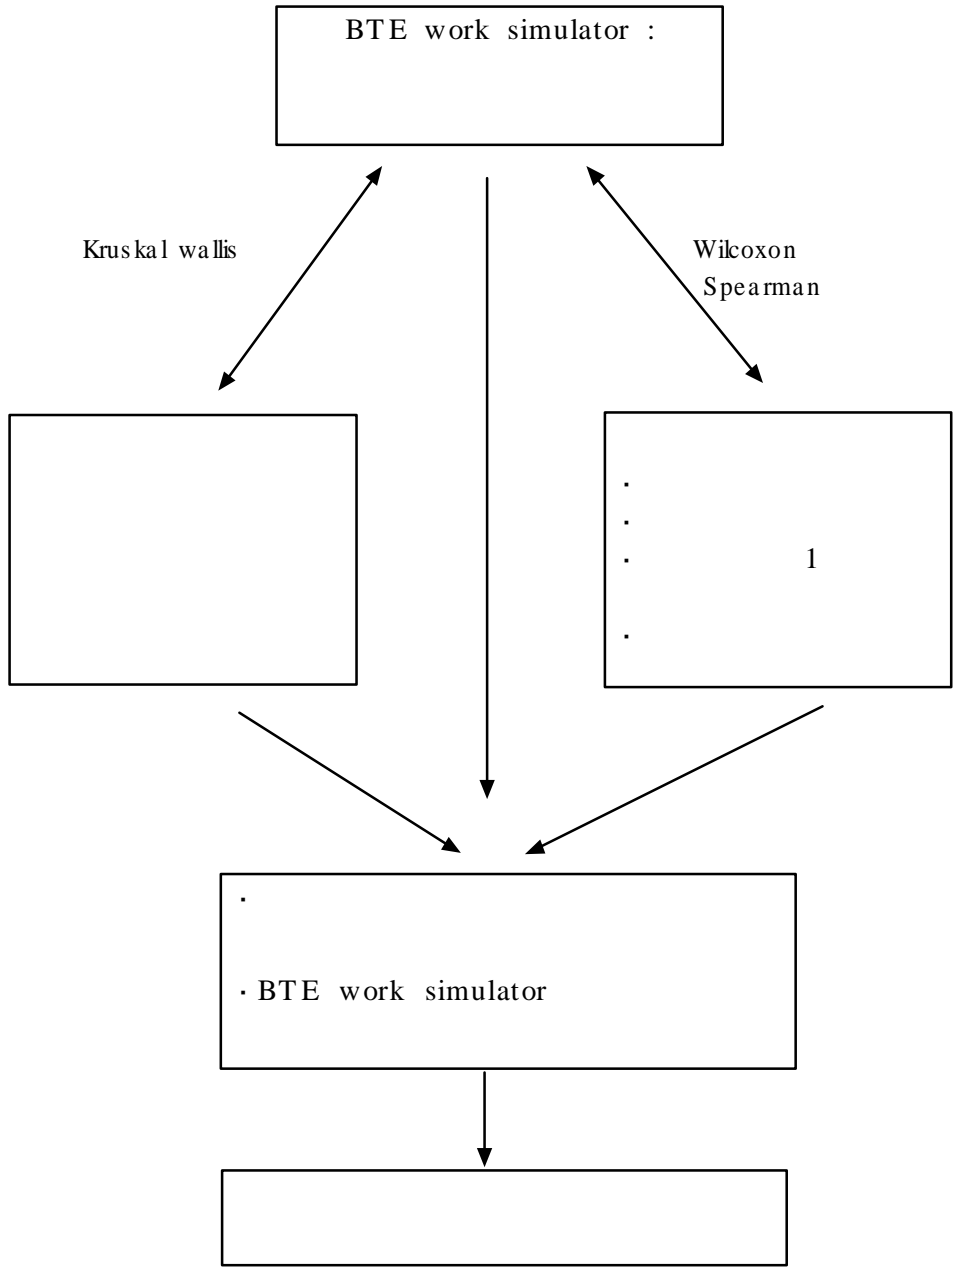 BTE work simulator :
Kruskal wallis
Wilcoxon
Spearman
·
·
· 1
·
·
· BTE work simulator